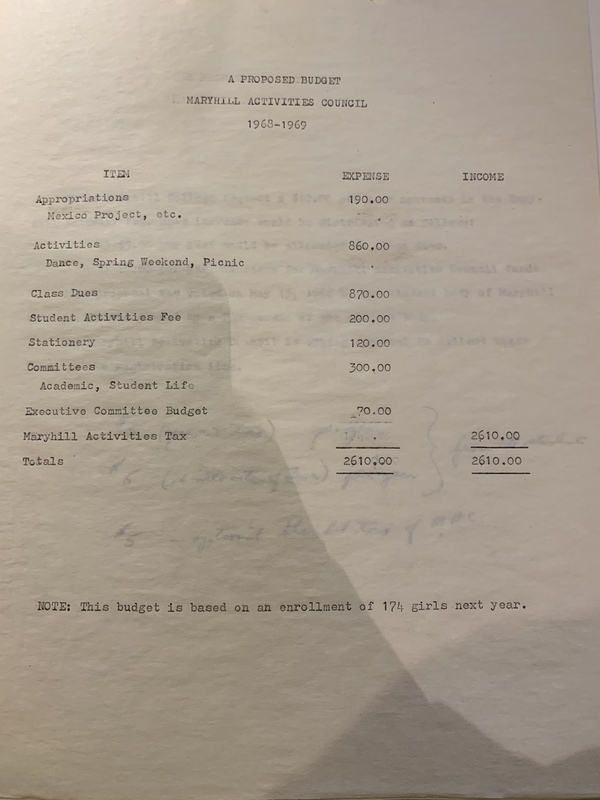 A PROPOSED BUDGET
MARYHILL ACTIVITIES COUNCIL
1968-1969
ITEM EXPENSE INCOME
Appropriations 190.00
Mexico Project, etc.
Activities 860.00
Dance, Spring Weekend, Picnic
Class Dues 870.00
Student Activities Fee 200.00
Stationery 120.00
Committees 300.00
Academic, Student Life
Executive Committee Budget 70.00
Maryhill Activities Tax 2610.00
Totals 2610.00 2610.00
NOTE: This budget is based on an enrollment of 174 girls next year.